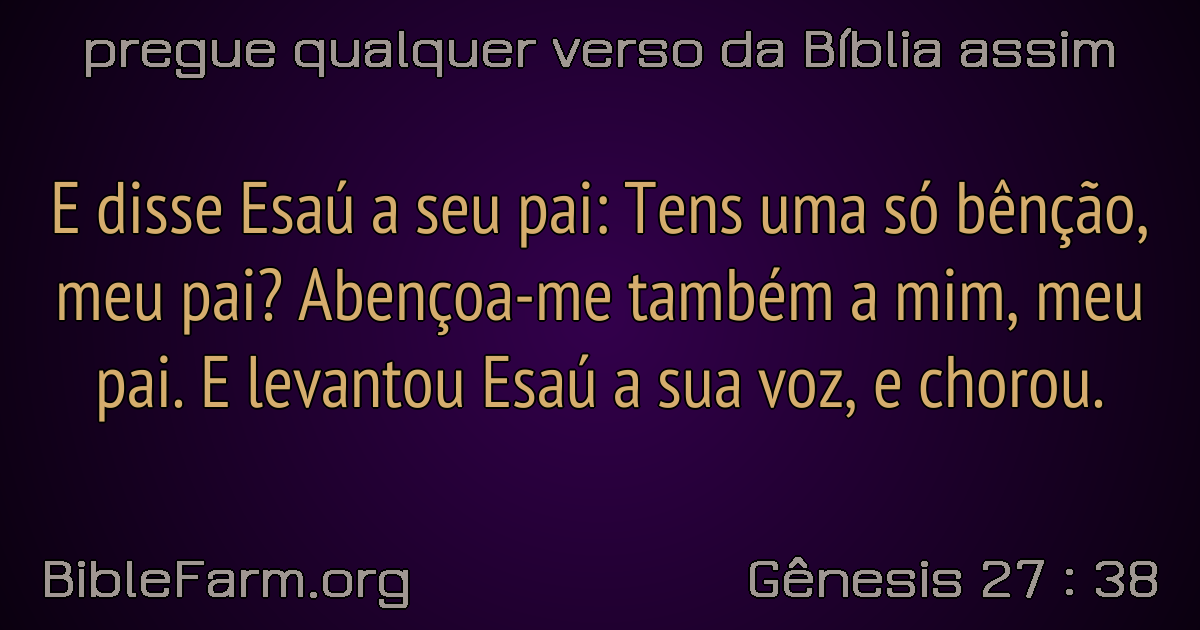 pregue qualquer verso da Bíblia assim
E disse Esaú a seu pai: Tens uma só bênção,
meu pai? Abençoa-me também a mim, meu
pai. E levantou Esaú a sua voz, e chorou.
BibleFarm.org
Gênesis 27 : 38